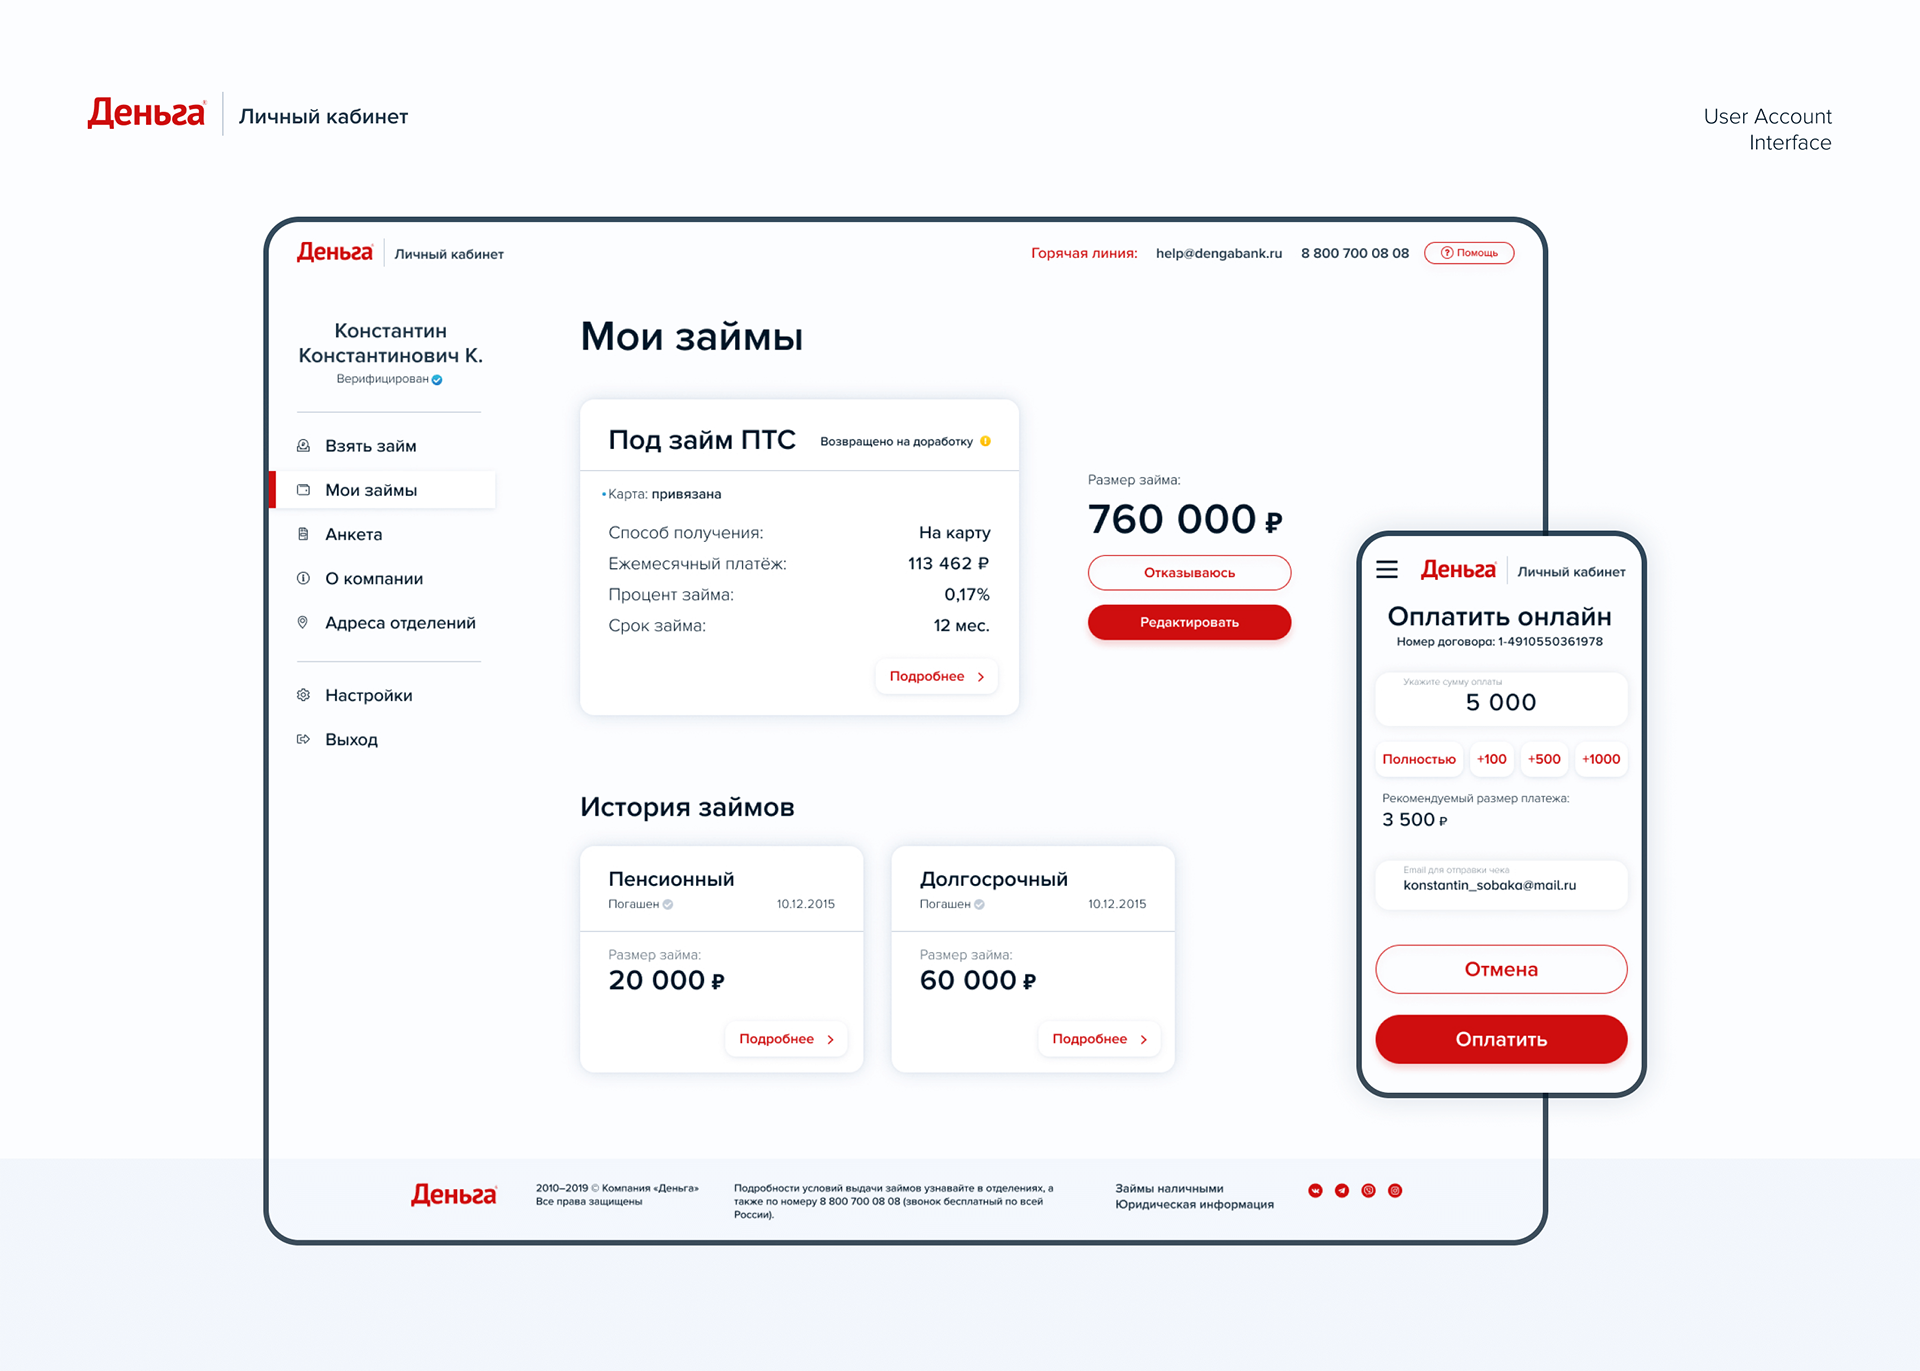 Деньга
Личный кабинет
User Account
Interface
Деньга
Личный кабинет
Горячая линия:
help@dengabank.ru
8 800 700 08 08
Помощь
Константин
Константинович К.
Верифицирован
Взять займ
Мои займы
Анкета
О компании
Адреса отделений
Настройки
Выход
Мои займы
Под займ ПТС
Возвращено на доработку
Карта: привязана
Способ получения: На карту
Ежемесячный платёж: 113 462 ₽
Процент займа: 0,17%
Срок займа: 12 мес.
Подробнее
Размер займа:
760 000 ₽
Отказываюсь
Редактировать
История займов
Пенсионный
Погашен 10.12.2015
Размер займа:
20 000 ₽
Подробнее
Долгосрочный
Погашен 10.12.2015
Размер займа:
60 000 ₽
Подробнее
Деньга
Личный кабинет
Оплатить онлайн
Номер договора: 1-4910550361978
Укажите сумму оплаты
5 000
Полностью +100 +500 +1000
Рекомендуемый размер платежа:
3 500 ₽
Email для отправки чека
konstantin_sobaka@mail.ru
Отмена
Оплатить
Деньга
2010–2019 © Компания «Деньга»
Все права защищены
Подробности условий выдачи займов узнавайте в отделениях, а
также по номеру 8 800 700 08 08 (звонок бесплатный по всей
России).
Займы наличными
Юридическая информация